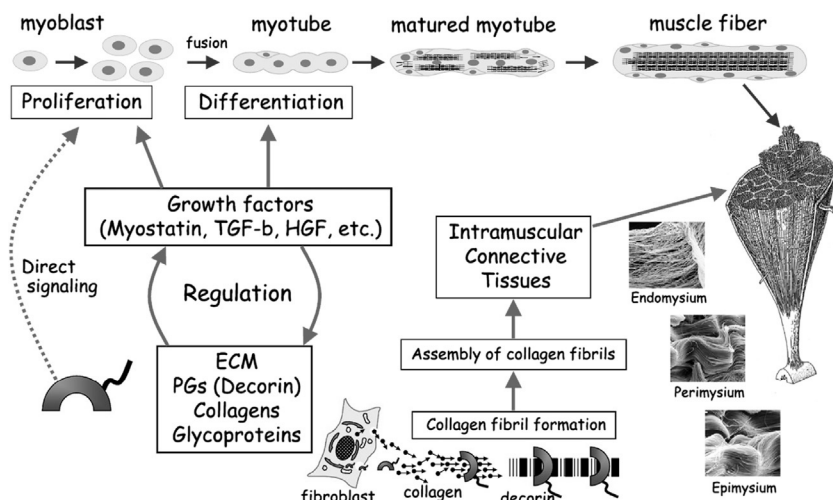 myoblast
myotube
matured myotube
muscle fiber
fusion
Proliferation
Differentiation
Growth factors
(Myostatin, TGF-b, HGF, etc.)
Direct
signaling
Regulation
Intramuscular
Connective
Tissues
Endomysium
ECM
PGs (Decorin)
Collagens
Glycoproteins
Assembly of collagen fibrils
Perimysium
Collagen fibril formation
fibroblast
collagen
decorin
Epimysium